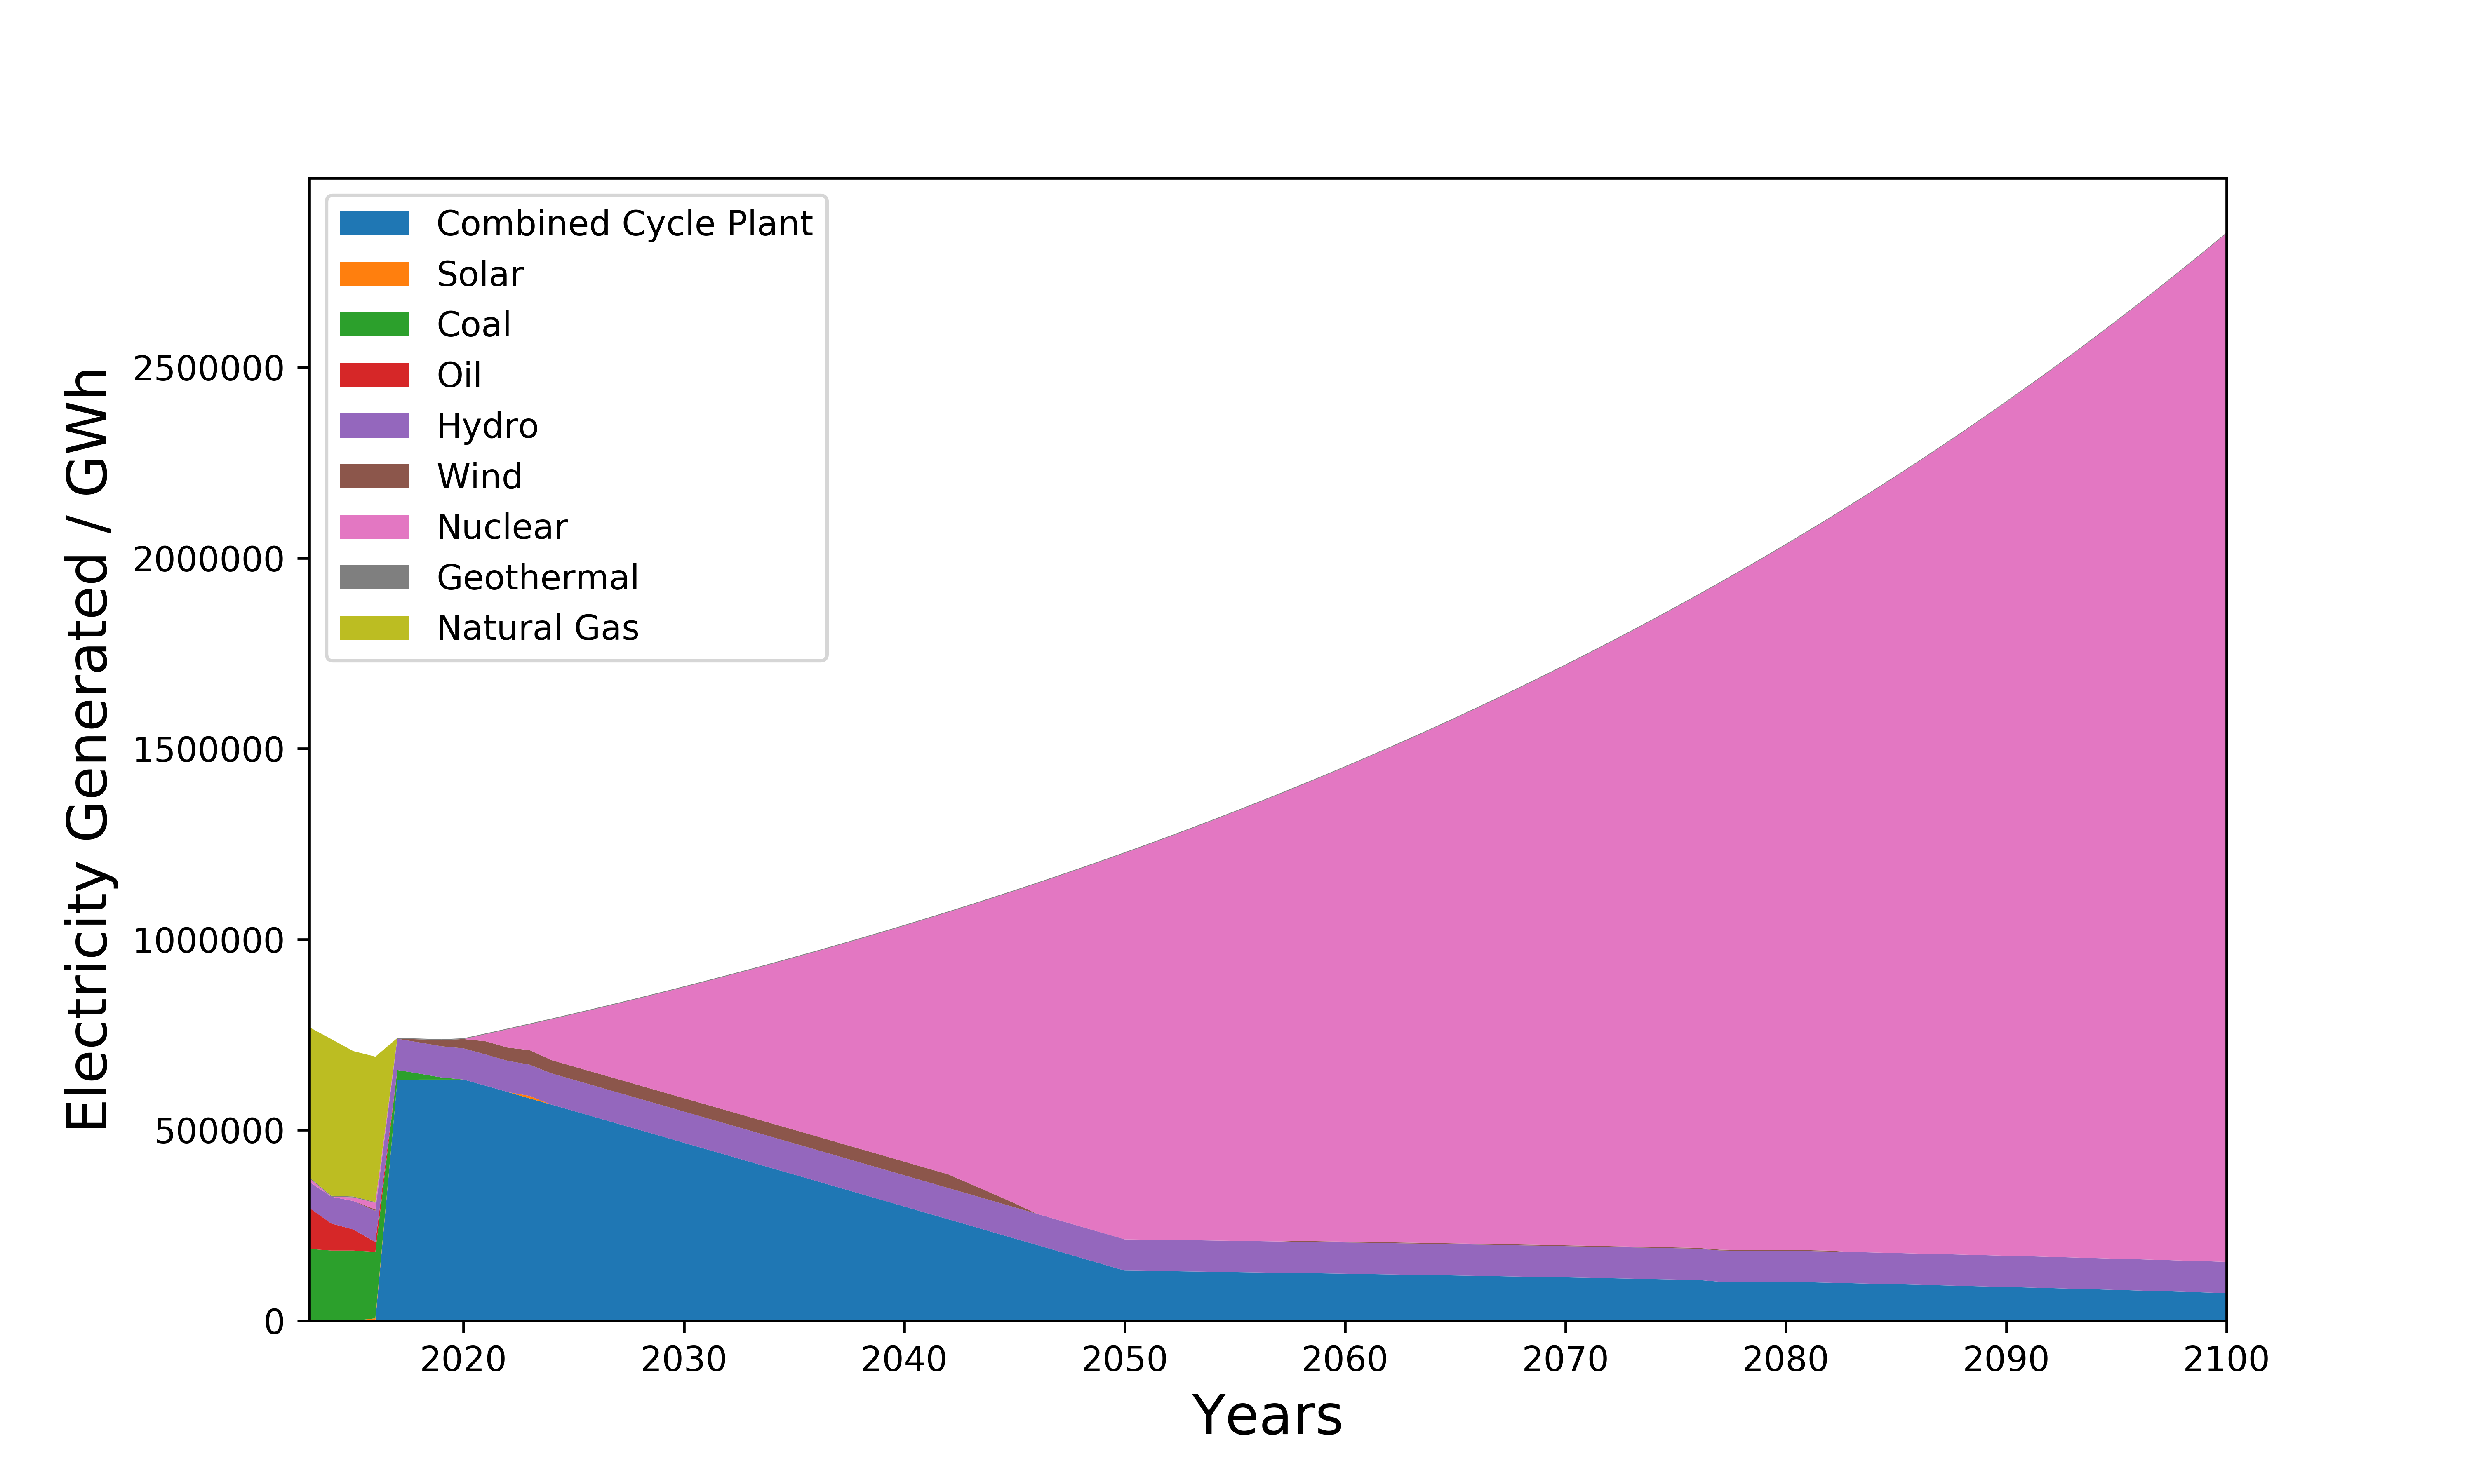 Combined Cycle Plant
Solar
Coal
Oil
Hydro
Wind
Nuclear
Geothermal
Natural Gas
Electricity Generated / GWh
2500000
2000000
1500000
1000000
500000
0
2020 2030 2040 2050 2060 2070 2080 2090 2100
Years